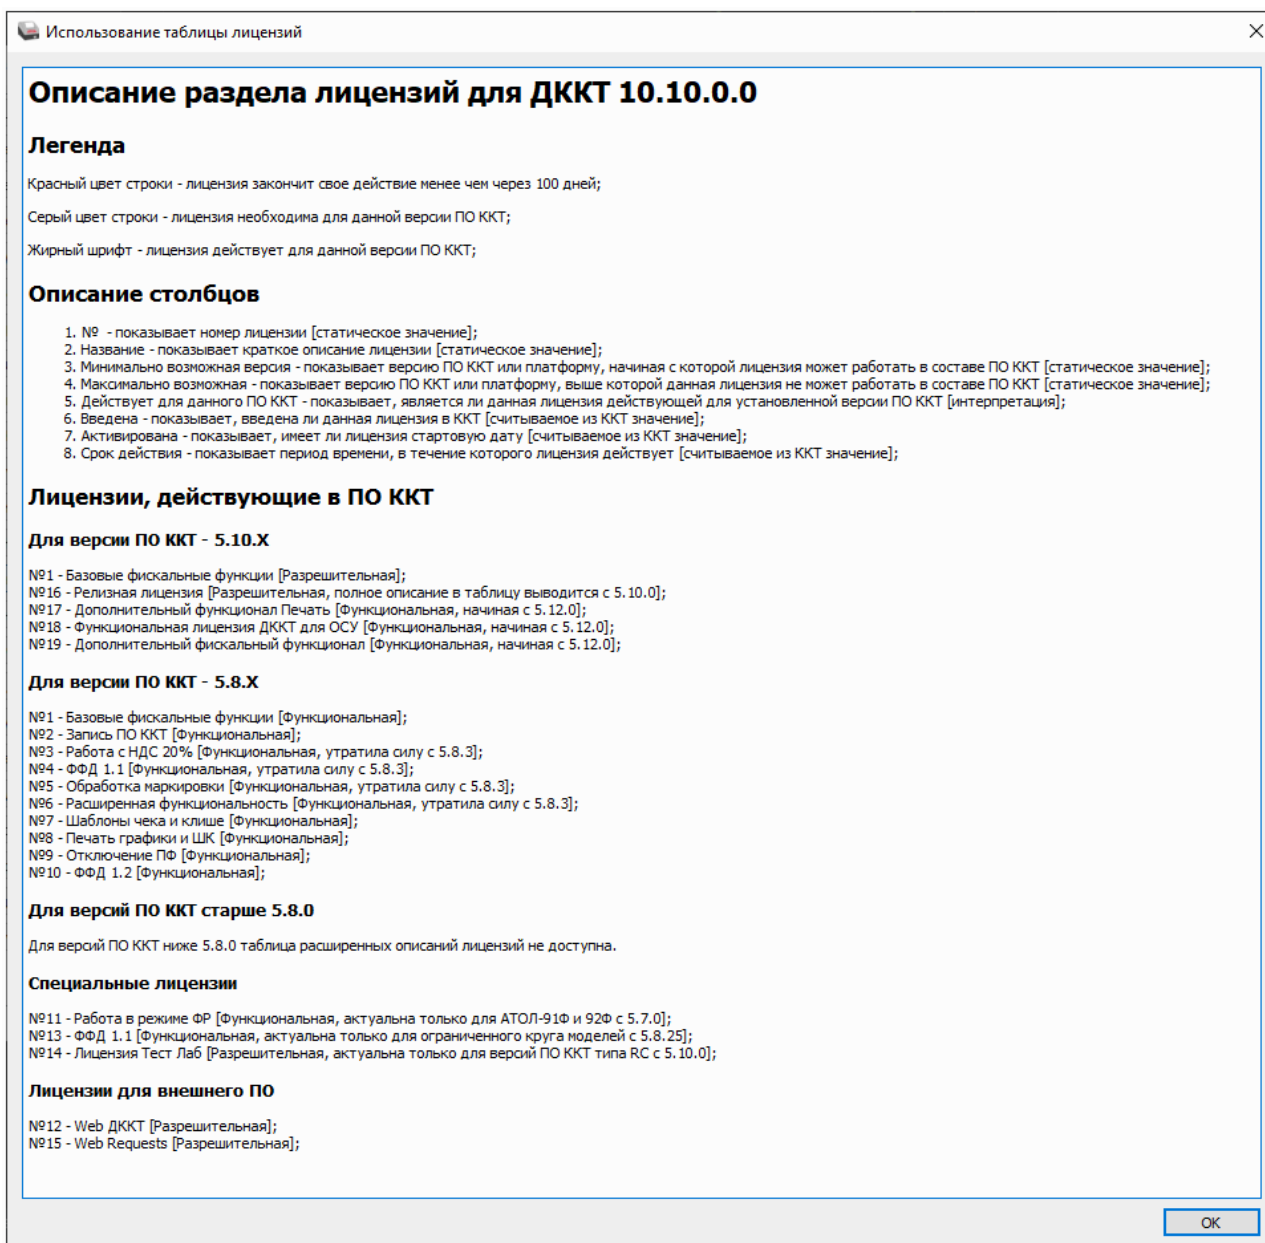 Использование таблицы лицензий
Описание раздела лицензий для ДККТ 10.10.0.0
Легенда
Красный цвет строки - лицензия закончит свое действие менее чем через 100 дней;
Серый цвет строки - лицензия необходима для данной версии ПО ККТ;
Жирный шрифт - лицензия действует для данной версии ПО ККТ;
Описание столбцов
1. № - показывает номер лицензии [статическое значение];
2. Название - показывает краткое описание лицензии [статическое значение];
3. Минимально возможная версия - показывает версию ПО ККТ или платформу, начиная с которой лицензия может работать в составе ПО ККТ [статическое значение];
4. Максимально возможная - показывает версию ПО ККТ или платформу, выше которой данная лицензия не может работать в составе ПО ККТ [статическое значение];
5. Действует для данного ПО ККТ - показывает, является ли данная лицензия действующей для установленной версии ПО ККТ [интерпретация];
6. Введена - показывает, введена ли данная лицензия в ККТ [считываемое из ККТ значение];
7. Активирована - показывает, имеет ли лицензия стартовую дату [считываемое из ККТ значение];
8. Срок действия - показывает период времени, в течение которого лицензия действует [считываемое из ККТ значение];
Лицензии, действующие в ПО ККТ
Для версии ПО ККТ - 5.10.X
№1 - Базовые фискальные функции [Разрешительная];
№16 - Релизная лицензия [Разрешительная, полное описание в таблицу выводится с 5.10.0];
№17 - Дополнительный функционал Печать [Функциональная, начиная с 5.12.0];
№18 - Функциональная лицензия ДККТ для ОСУ [Функциональная, начиная с 5.12.0];
№19 - Дополнительный фискальный функционал [Функциональная, начиная с 5.12.0];
Для версии ПО ККТ - 5.8.X
№1 - Базовые фискальные функции [Функциональная];
№2 - Запись ПО ККТ [Функциональная];
№3 - Работа с НДС 20% [Функциональная, утратила силу с 5.8.3];
№4 - ФФД 1.1 [Функциональная, утратила силу с 5.8.3];
№5 - Обработка маркировки [Функциональная, утратила силу с 5.8.3];
№6 - Расширенная функциональность [Функциональная, утратила силу с 5.8.3];
№7 - Шаблоны чека и клише [Функциональная];
№8 - Печать графики и ШК [Функциональная];
№9 - Отключение ПФ [Функциональная];
№10 - ФФД 1.2 [Функциональная];
Для версий ПО ККТ старше 5.8.0
Для версий ПО ККТ ниже 5.8.0 таблица расширенных описаний лицензий не доступна.
Специальные лицензии
№11 - Работа в режиме ФР [Функциональная, актуальна только для АТОЛ-91Ф и 92Ф с 5.7.0];
№13 - ФФД 1.1 [Функциональная, актуальна только для ограниченного круга моделей с 5.8.25];
№14 - Лицензия Тест Лаб [Разрешительная, актуальна только для версий ПО ККТ типа RC с 5.10.0];
Лицензии для внешнего ПО
№12 - Web ДККТ [Разрешительная];
№15 - Web Requests [Разрешительная];
OK